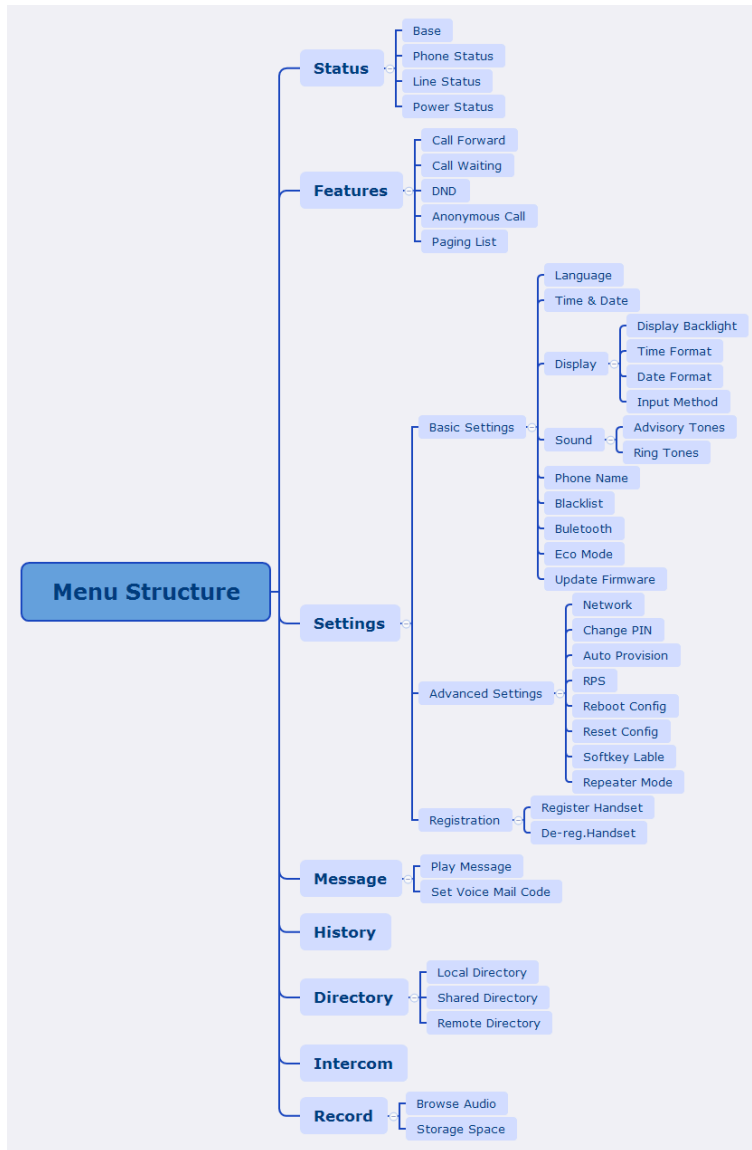 Menu Structure
Status
Base
Phone Status
Line Status
Power Status
Features
Call Forward
Call Waiting
DND
Anonymous Call
Paging List
Settings
Basic Settings
Language
Time & Date
Display
Display Backlight
Time Format
Date Format
Input Method
Sound
Advisory Tones
Ring Tones
Phone Name
Blacklist
Buletooth
Eco Mode
Update Firmware
Advanced Settings
Network
Change PIN
Auto Provision
RPS
Reboot Config
Reset Config
Softkey Lable
Repeater Mode
Registration
Register Handset
De-reg.Handset
Message
Play Message
Set Voice Mail Code
History
Directory
Local Directory
Shared Directory
Remote Directory
Intercom
Record
Browse Audio
Storage Space